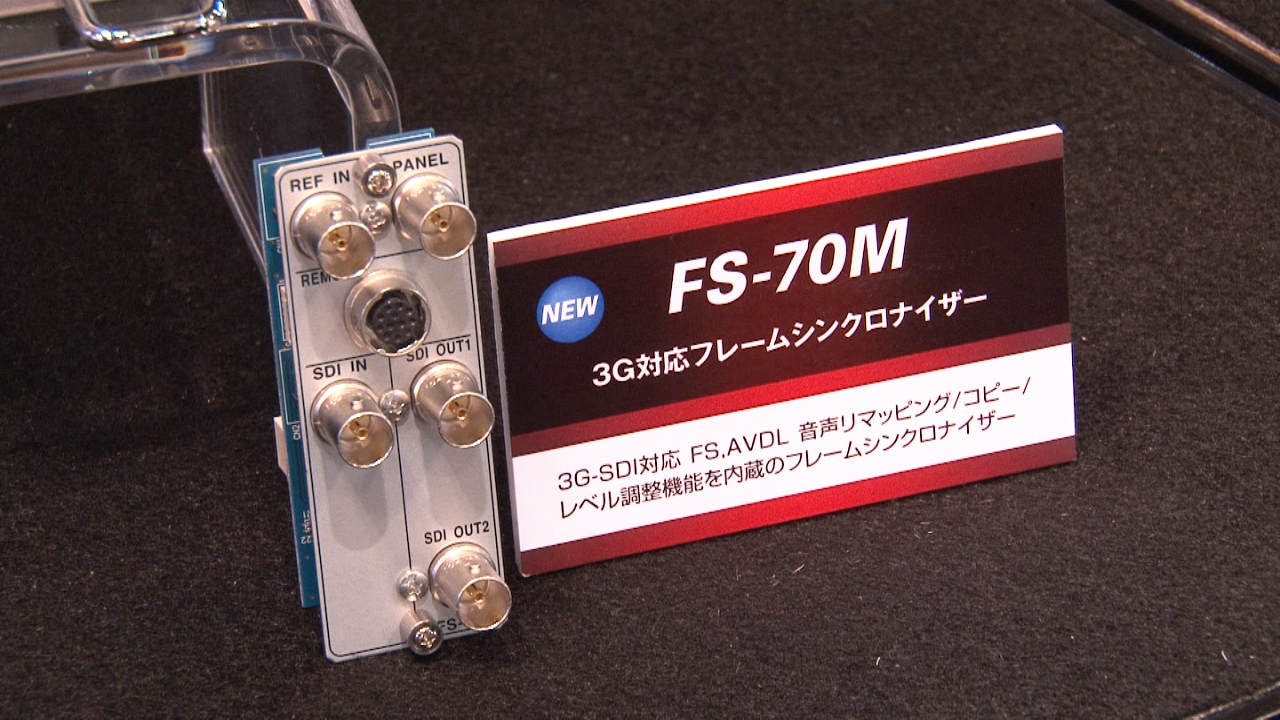 REF IN
PANEL
SDI IN
SDI OUT1
SDI OUT2
CN2
NEW
FS-70M
3G対応フレームシンクロナイザー
3G-SDI対応 FS,AVDL 音声リマッピング/コピー/
レベル調整機能を内蔵のフレームシンクロナイザー